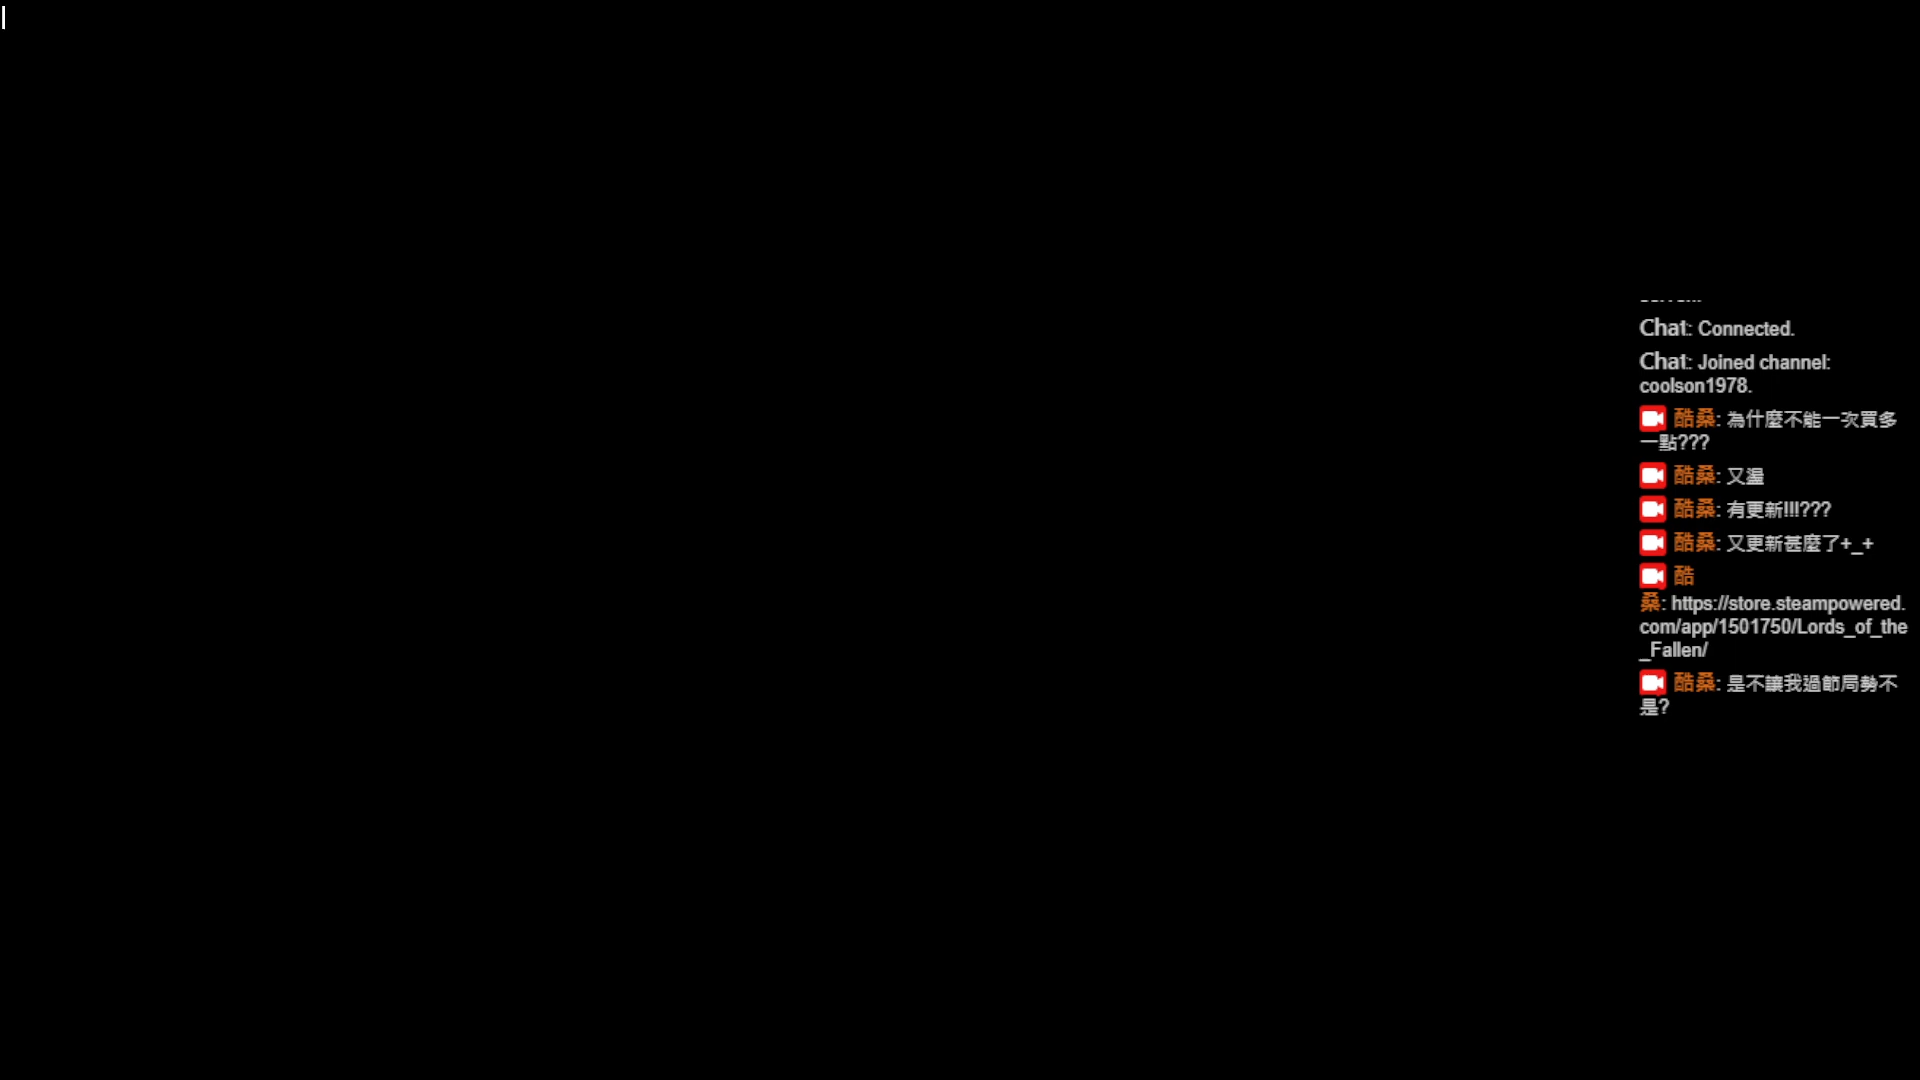 Chat: Connected.
Chat: Joined channel:
coolson1978.
酷桑: 為什麼不能一次買多
一點???
酷桑: 又溫
酷桑: 有更新!!!???
酷桑: 又更新甚麼了+_+
酷
桑: https://store.steampowered.
com/app/1501750/Lords_of_the
_Fallen/
酷桑: 是不讓我過節局勢不
是?